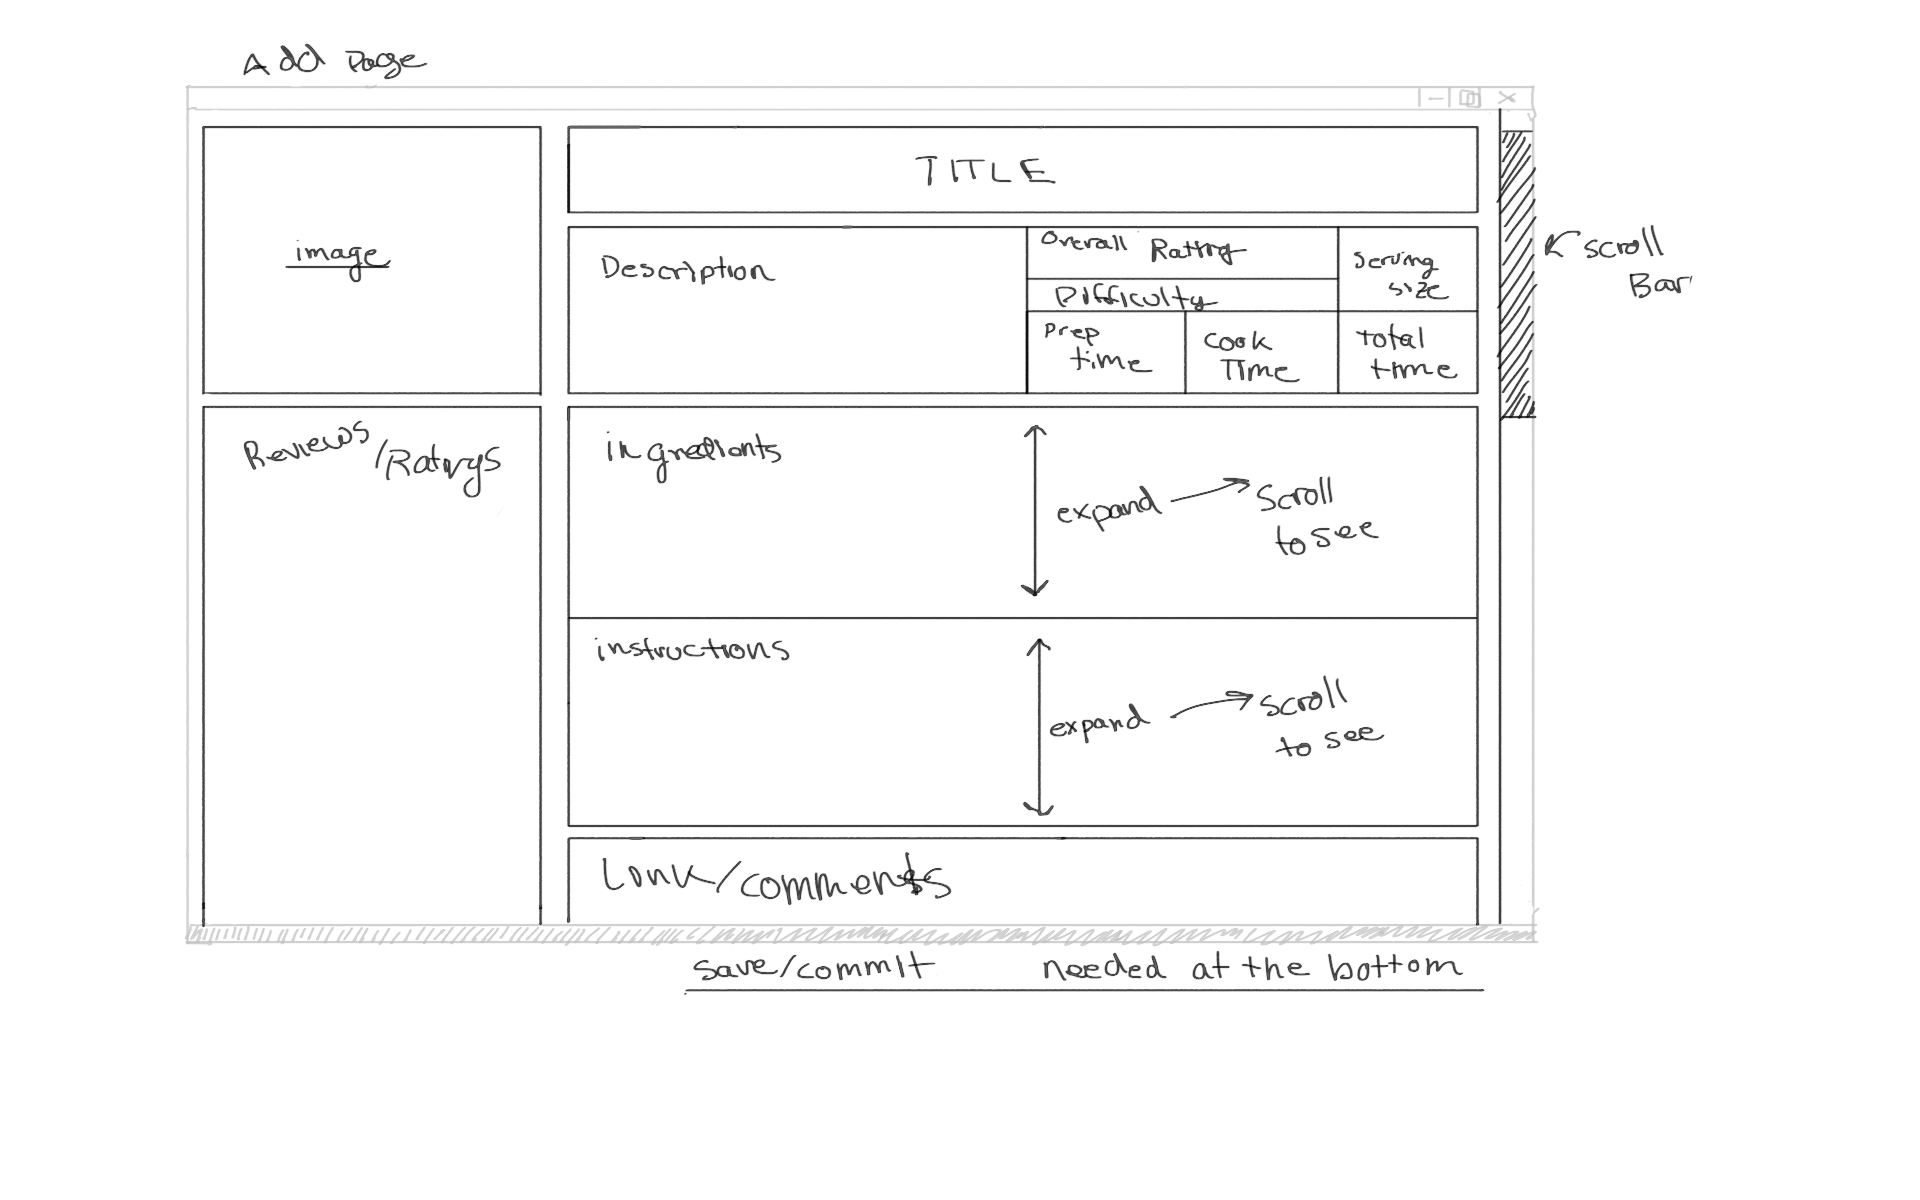 Add Page
TITLE
image
Description
Overall Rating
Difficulty
Serving
size
Prep
time
Cook
Time
Total
time
scroll
Bar
Reviews
/Ratings
ingredients
expand
Scroll
to see
instructions
expand
Scroll
to see
Link/comments
save/commit needed at the bottom